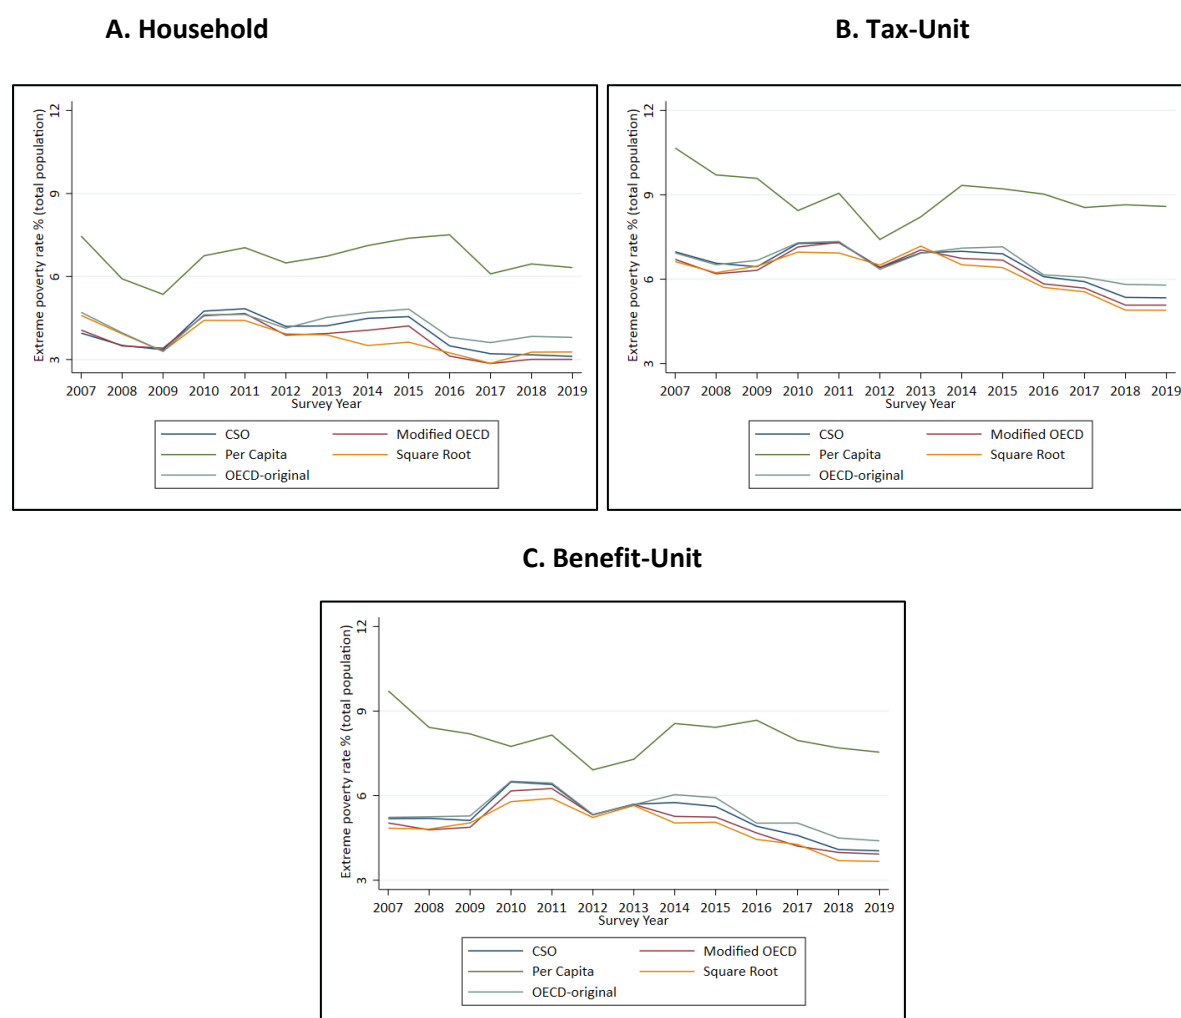 A. Household
B. Tax-Unit
Extreme poverty rate % (total population)
12
9
6
3
2007 2008 2009 2010 2011 2012 2013 2014 2015 2016 2017 2018 2019
Survey Year
CSO
Modified OECD
Per Capita
Square Root
OECD-original
Extreme poverty rate % (total population)
12
9
6
3
2007 2008 2009 2010 2011 2012 2013 2014 2015 2016 2017 2018 2019
Survey Year
CSO
Modified OECD
Per Capita
Square Root
OECD-original
C. Benefit-Unit
Extreme poverty rate % (total population)
12
9
6
3
2007 2008 2009 2010 2011 2012 2013 2014 2015 2016 2017 2018 2019
Survey Year
CSO
Modified OECD
Per Capita
Square Root
OECD-original